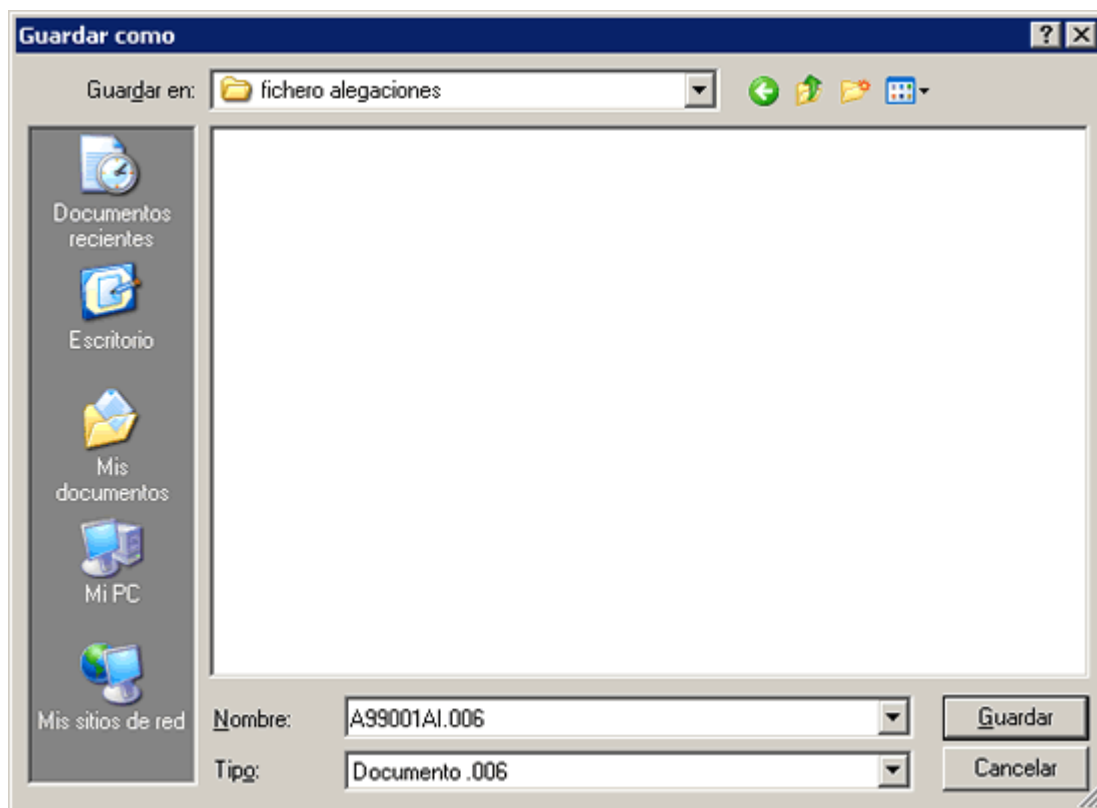 Guardar como
Guardar en:
fichero alegaciones
Documentos
recientes
Escritorio
Mis
documentos
Mi PC
Mis sitios de red
Nombre:
A99001AI.006
Guardar
Tipo:
Documento .006
Cancelar